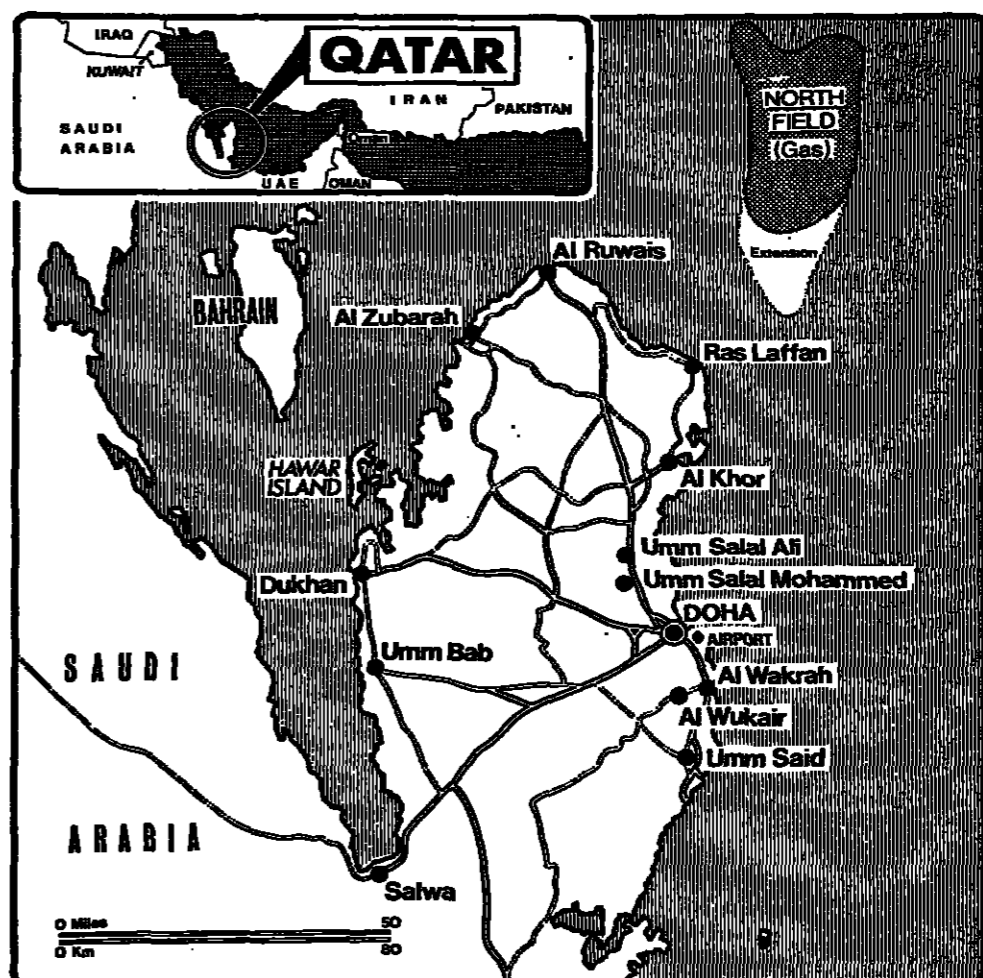 IRAQ
KUWAIT
QATAR
IRAN
PAKISTAN
SAUDI
ARABIA
UAE
OMAN
NORTH
FIELD
(Gas)
Extension
Al Ruwais
BAHRAIN
Al Zubarah
Ras Laffan
HAWAR
ISLAND
Al Khor
Umm Salal Ali
Dukhan
Umm Salal Mohammed
DOHA
AIRPORT
Umm Bab
SAUDI
Al Wakrah
Al Wukair
Umm Said
ARABIA
Salwa
0 Miles 50
0 Km 80